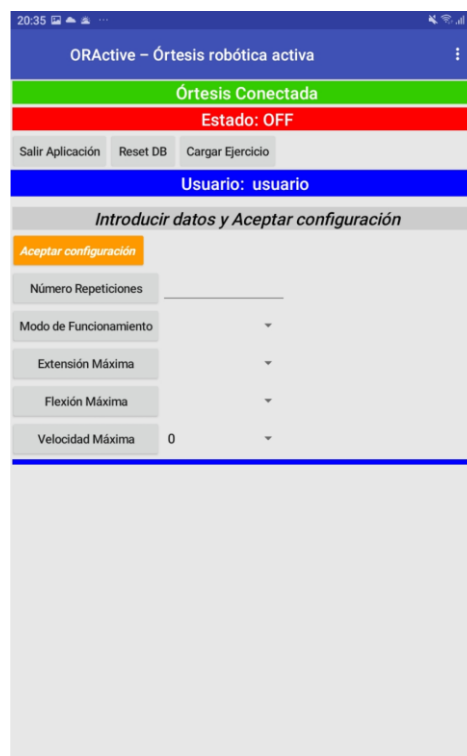 20:35
ORActive – Órtesis robótica activa
Órtesis Conectada
Estado: OFF
Salir Aplicación Reset DB Cargar Ejercicio
Usuario: usuario
Introducir datos y Aceptar configuración
Aceptar configuración
Número Repeticiones
Modo de Funcionamiento
Extensión Máxima
Flexión Máxima
Velocidad Máxima 0